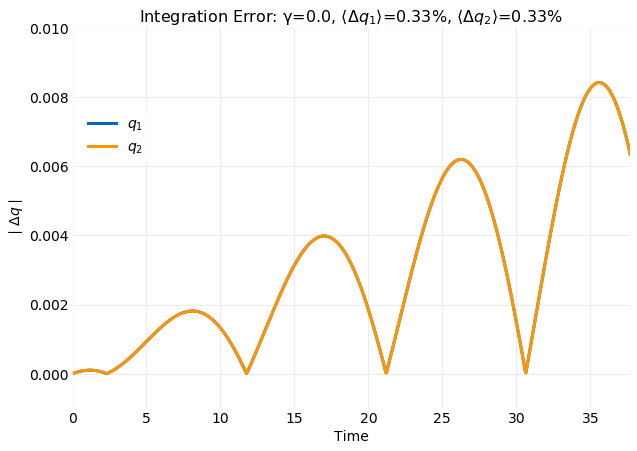 Integration Error: γ=0.0, ⟨Δq₁⟩=0.33%, ⟨Δq₂⟩=0.33%
0.010
0.008
0.006
0.004
0.002
0.000
| Δq |
q₁
q₂
0 5 10 15 20 25 30 35
Time